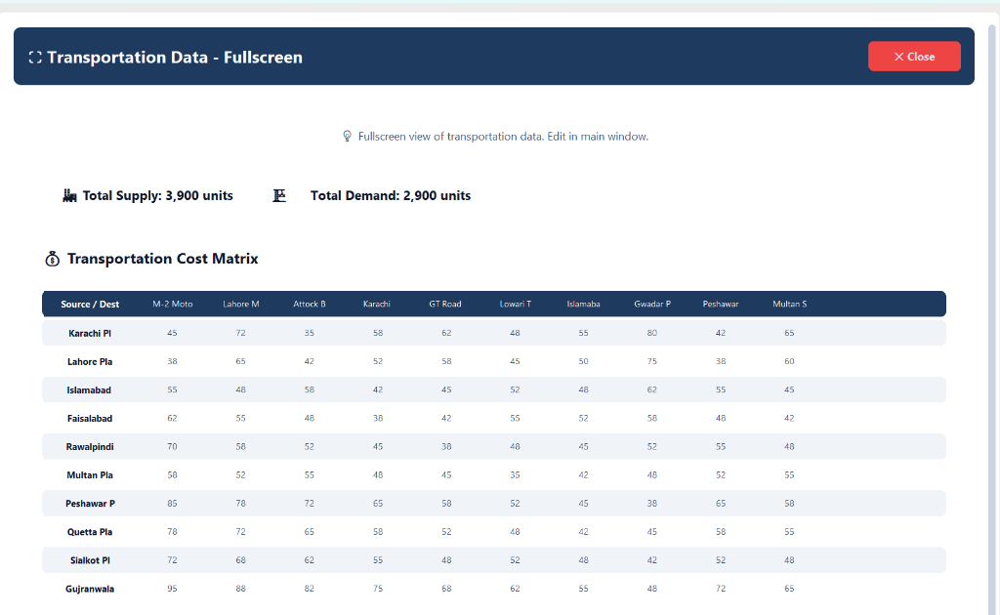 Transportation Data - Fullscreen
Close
Fullscreen view of transportation data. Edit in main window.
Total Supply: 3,900 units Total Demand: 2,900 units
Transportation Cost Matrix
Source / Dest M-2 Moto Lahore M Attock B Karachi GT Road Lowari T Islamaba Gwadar P Peshawar Multan S
Karachi Pl 45 72 35 58 62 48 55 80 42 65
Lahore Pla 38 65 42 52 58 45 50 75 38 60
Islamabad 55 48 58 42 45 52 48 62 55 45
Faisalabad 62 55 48 38 42 55 52 58 48 42
Rawalpindi 70 58 52 45 38 48 45 52 55 48
Multan Pla 58 52 55 48 45 35 42 48 52 55
Peshawar P 85 78 72 65 58 52 45 38 65 58
Quetta Pla 78 72 65 58 52 48 42 45 58 55
Sialkot Pl 72 68 62 55 48 52 48 42 52 48
Gujranwala 95 88 82 75 68 62 55 48 72 65